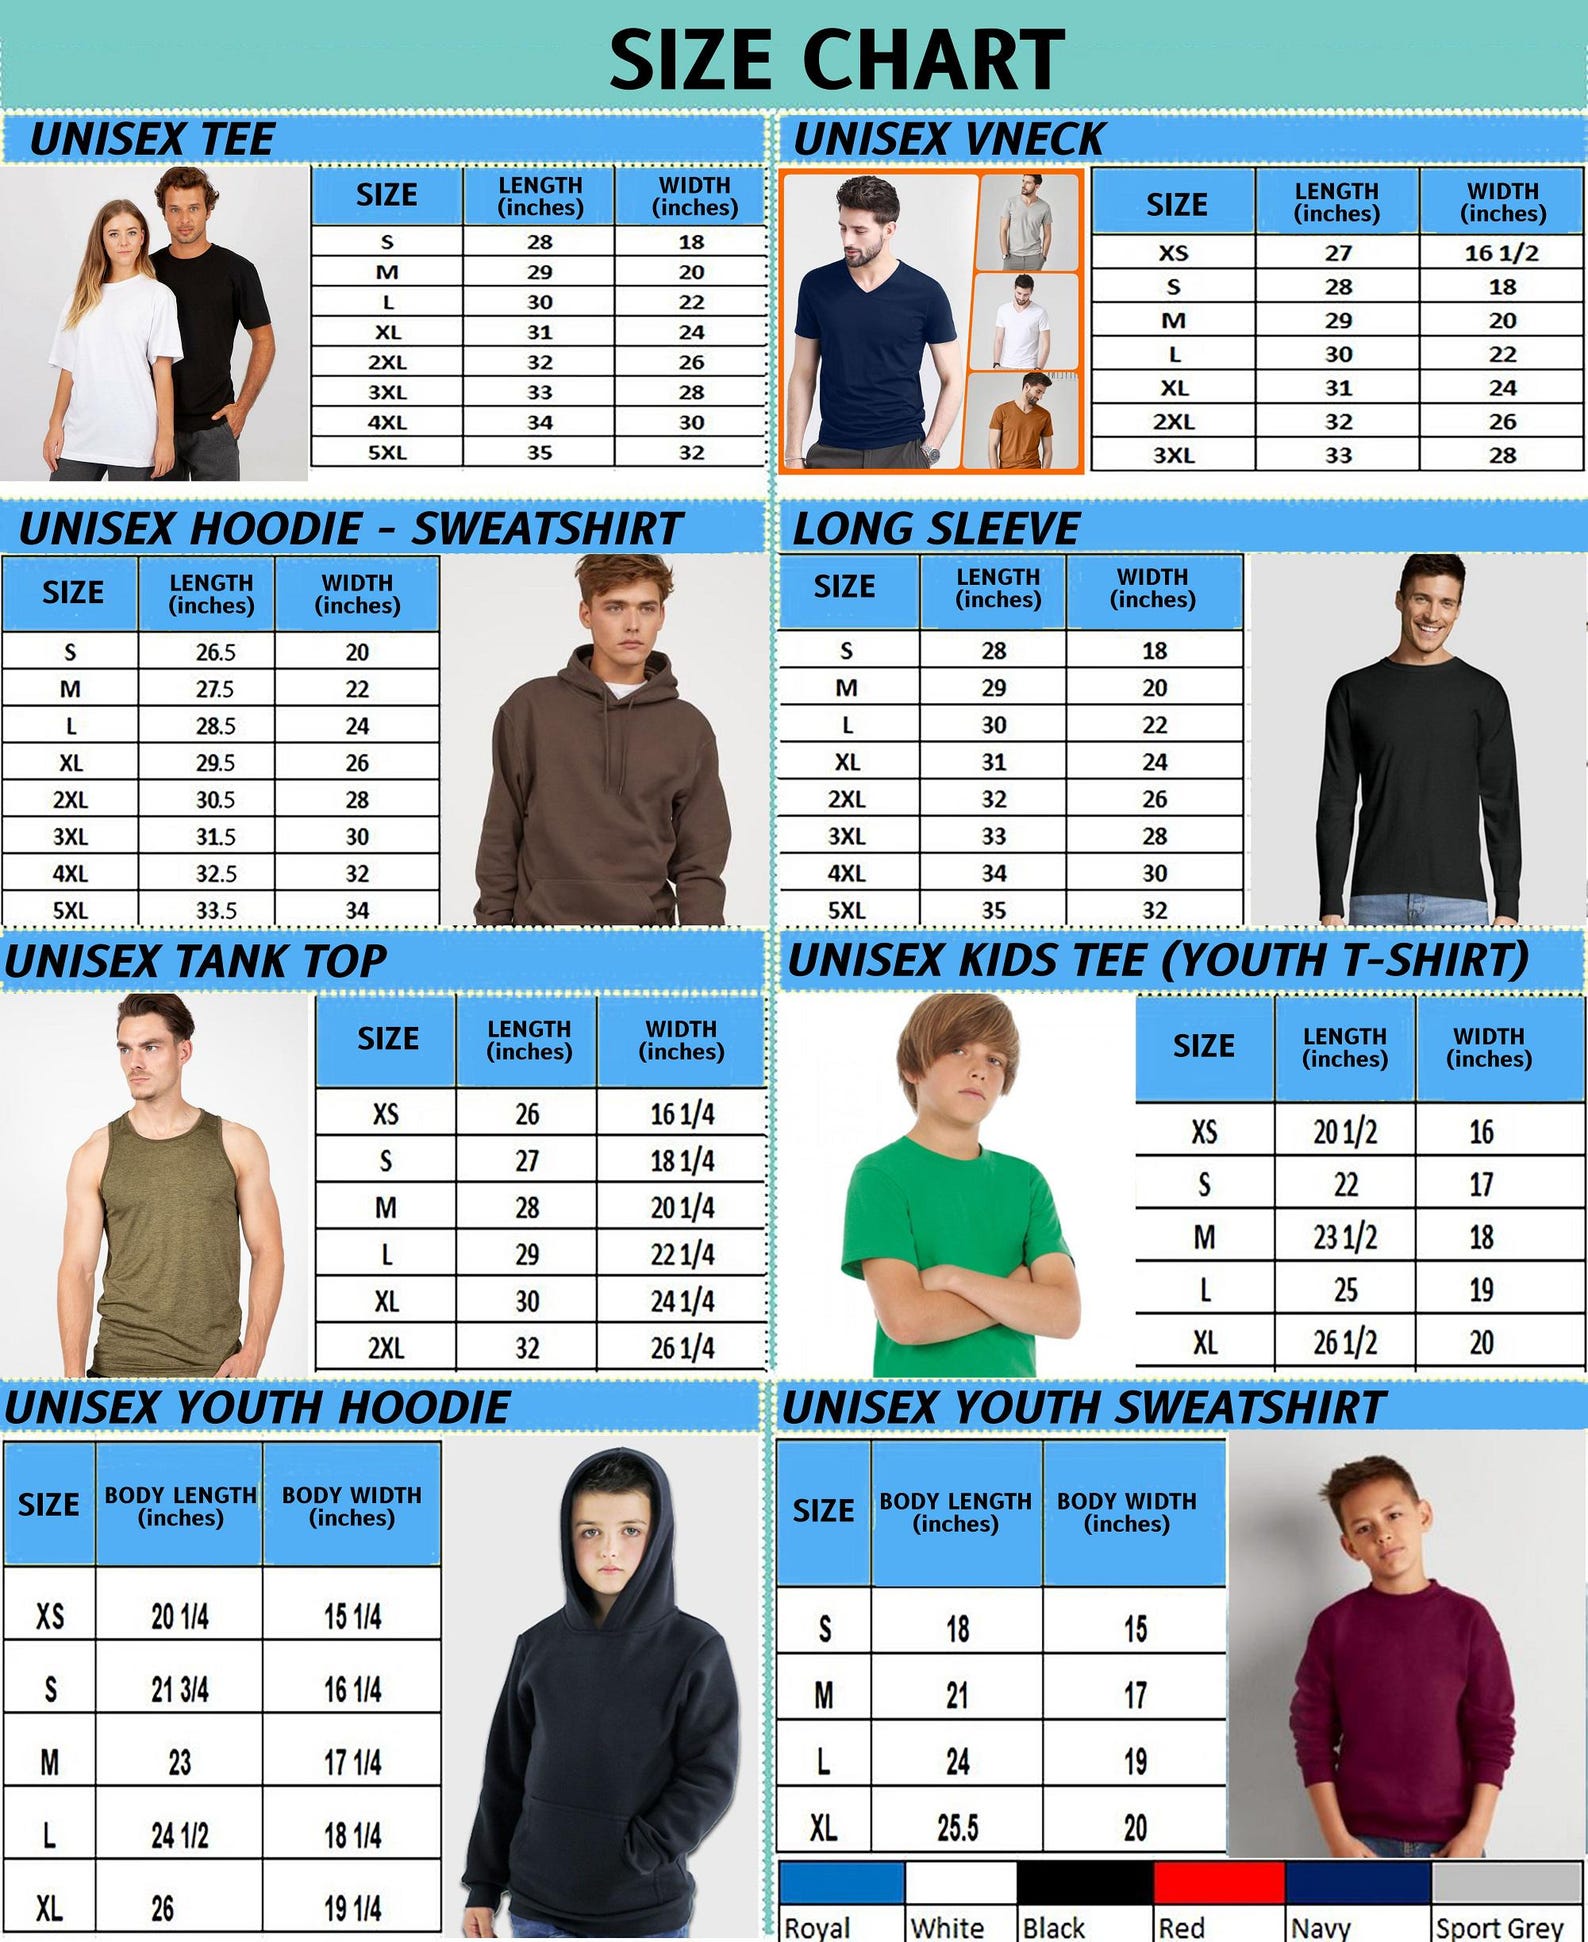 SIZE CHART
UNISEX TEE
SIZE LENGTH (inches) WIDTH (inches)
S 28 18
M 29 20
L 30 22
XL 31 24
2XL 32 26
3XL 33 28
4XL 34 30
5XL 35 32
UNISEX VNECK
SIZE LENGTH (inches) WIDTH (inches)
XS 27 16 1/2
S 28 18
M 29 20
L 30 22
XL 31 24
2XL 32 26
3XL 33 28
UNISEX HOODIE - SWEATSHIRT
SIZE LENGTH (inches) WIDTH (inches)
S 26.5 20
M 27.5 22
L 28.5 24
XL 29.5 26
2XL 30.5 28
3XL 31.5 30
4XL 32.5 32
5XL 33.5 34
LONG SLEEVE
SIZE LENGTH (inches) WIDTH (inches)
S 28 18
M 29 20
L 30 22
XL 31 24
2XL 32 26
3XL 33 28
4XL 34 30
5XL 35 32
UNISEX TANK TOP
SIZE LENGTH (inches) WIDTH (inches)
XS 26 16 1/4
S 27 18 1/4
M 28 20 1/4
L 29 22 1/4
XL 30 24 1/4
2XL 32 26 1/4
UNISEX KIDS TEE (YOUTH T-SHIRT)
SIZE LENGTH (inches) WIDTH (inches)
XS 20 1/2 16
S 22 17
M 23 1/2 18
L 25 19
XL 26 1/2 20
UNISEX YOUTH HOODIE
SIZE BODY LENGTH (inches) BODY WIDTH (inches)
XS 20 1/4 15 1/4
S 21 3/4 16 1/4
M 23 17 1/4
L 24 1/2 18 1/4
XL 26 19 1/4
UNISEX YOUTH SWEATSHIRT
SIZE BODY LENGTH (inches) BODY WIDTH (inches)
S 18 15
M 21 17
L 24 19
XL 25.5 20
Royal White Black Red Navy Sport Grey